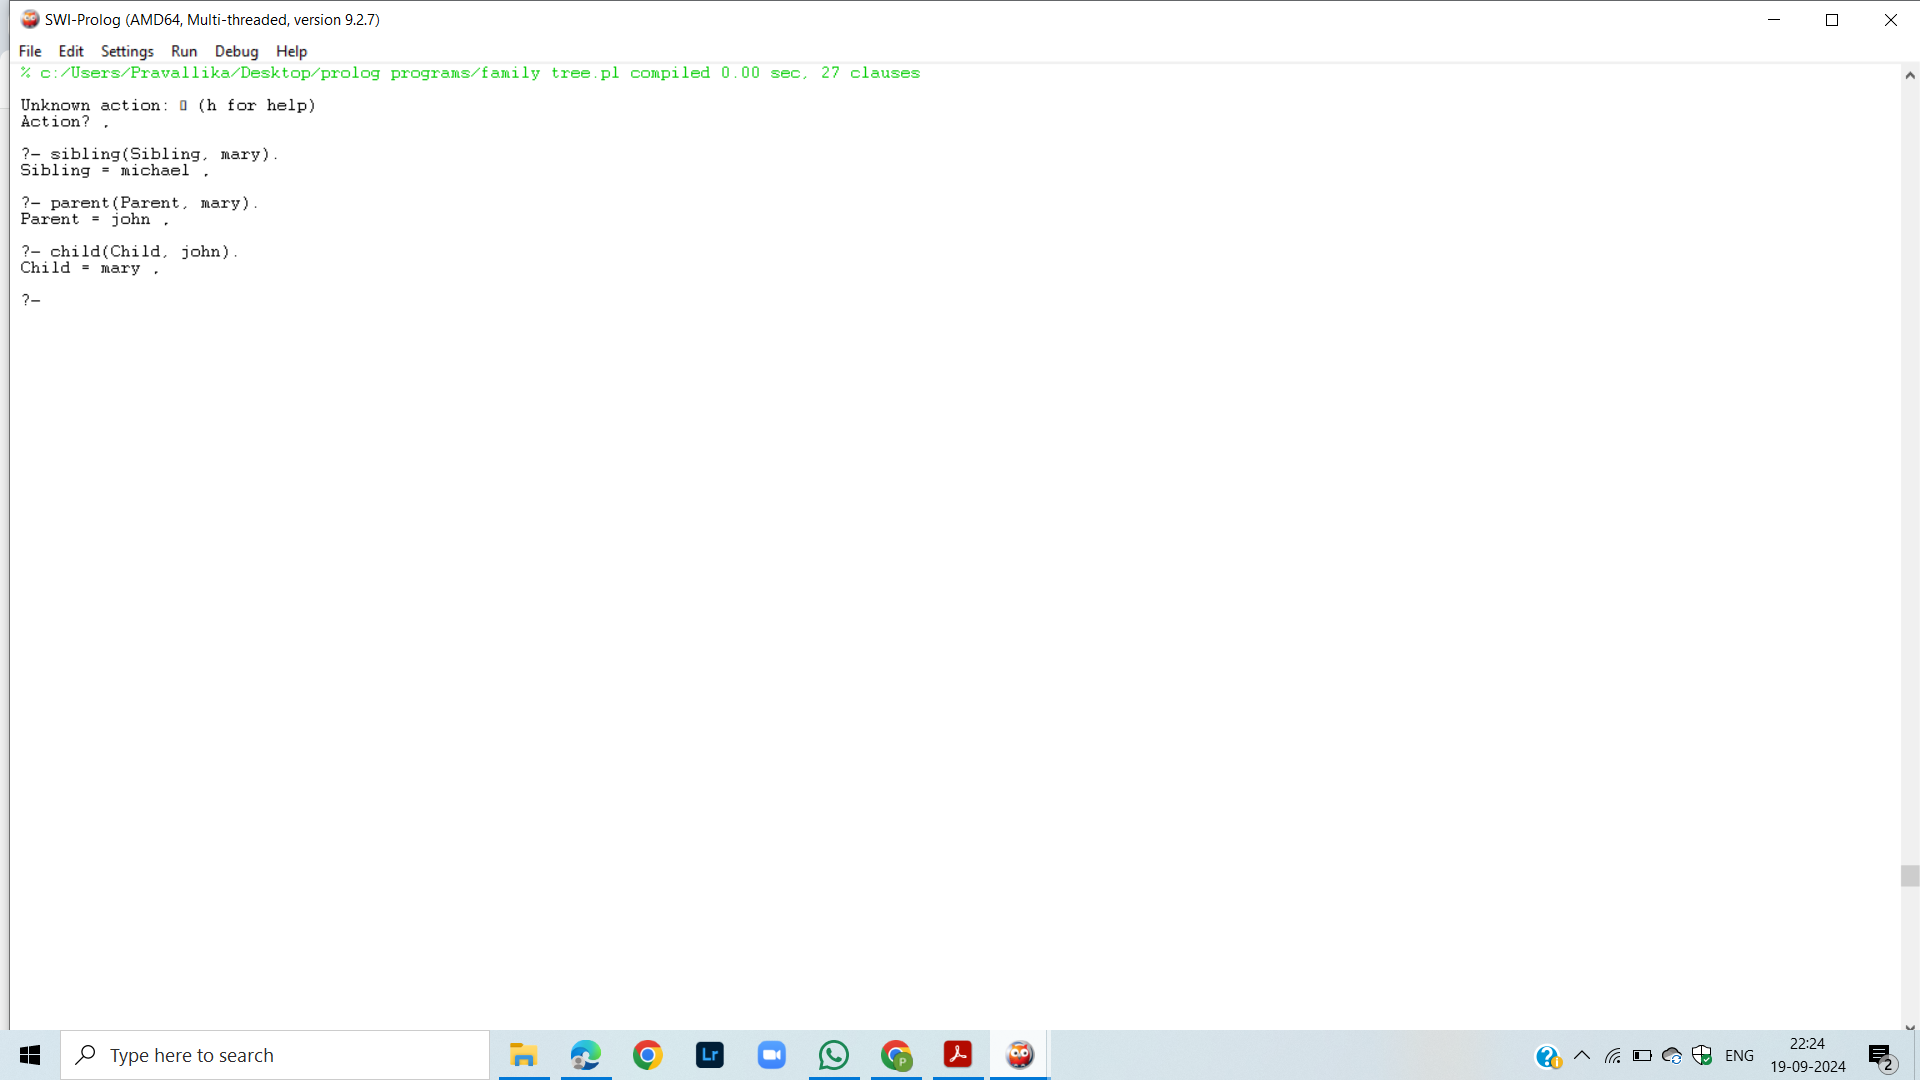 SWI-Prolog (AMD64, Multi-threaded, version 9.2.7)
File Edit Settings Run Debug Help
% c:/Users/Pravallika/Desktop/prolog programs/family tree.pl compiled 0.00 sec, 27 clauses
Unknown action: (h for help)
Action? .
?- sibling(Sibling, mary).
Sibling = michael .
?- parent(Parent, mary).
Parent = john .
?- child(Child, john).
Child = mary .
?-
Type here to search
Lr
P
ENG
22:24
19-09-2024
2